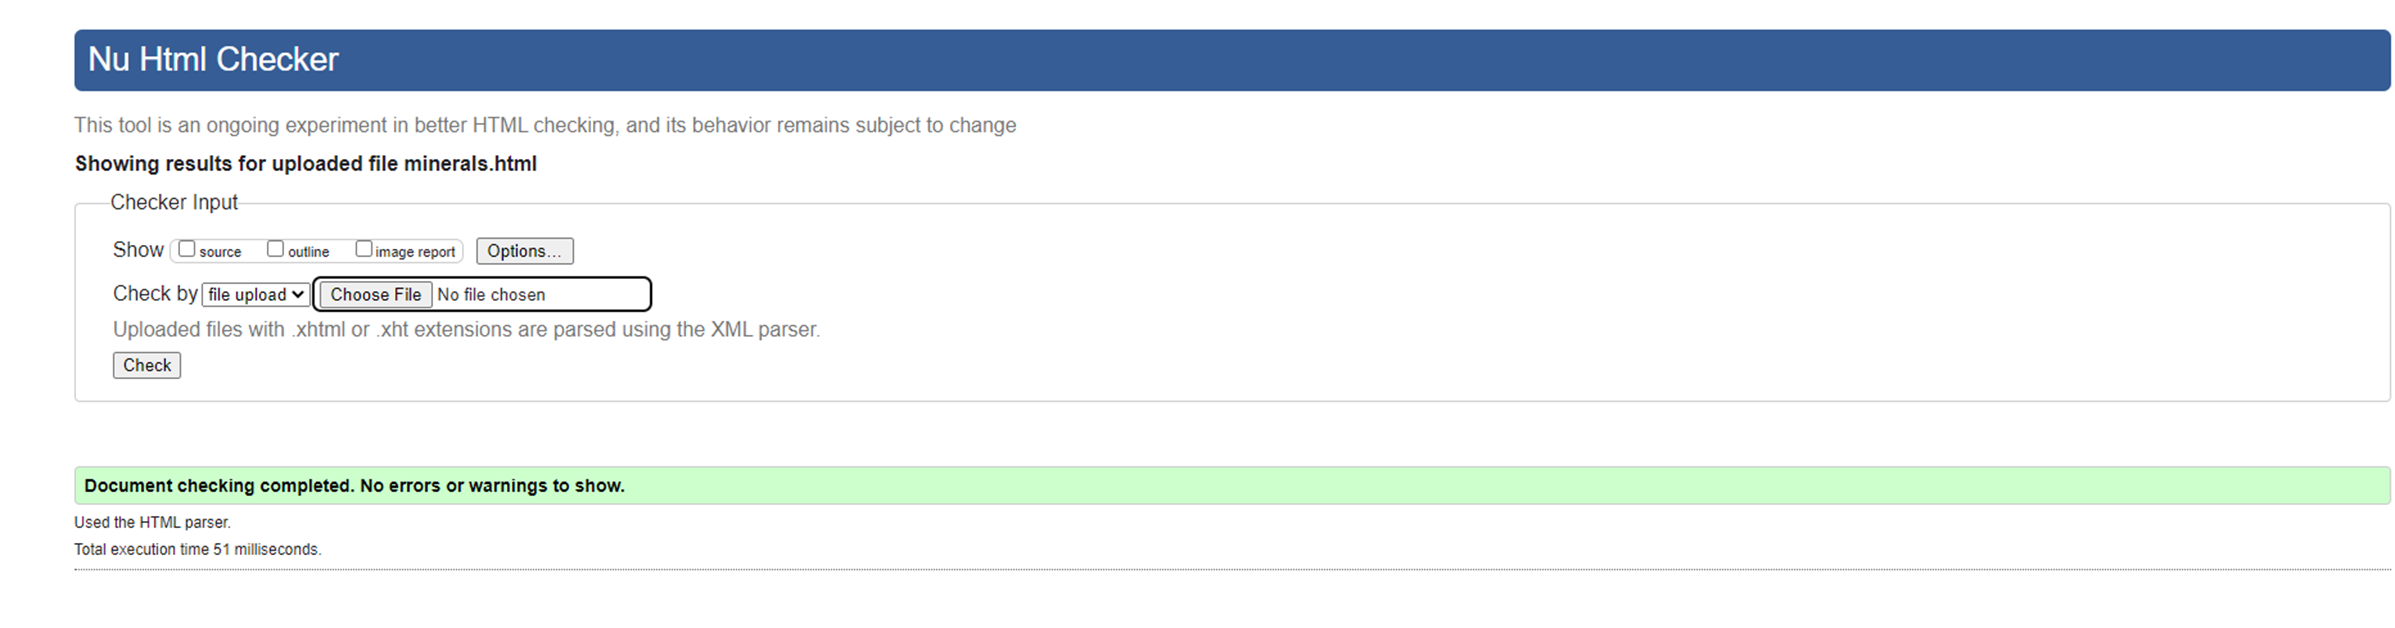 Nu Html Checker
This tool is an ongoing experiment in better HTML checking, and its behavior remains subject to change
Showing results for uploaded file minerals.html
Checker Input
Show source outline image report Options...
Check by file upload Choose File No file chosen
Uploaded files with .xhtml or .xht extensions are parsed using the XML parser.
Check
Document checking completed. No errors or warnings to show.
Used the HTML parser.
Total execution time 51 milliseconds.